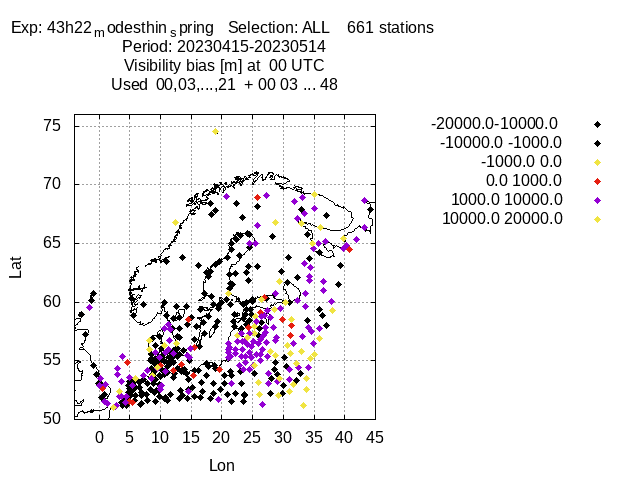 Exp: 43h22modesthinspring Selection: ALL 661 stations
Period: 20230415-20230514
Visibility bias [m] at 00 UTC
Used 00,03,...,21 + 00 03 ... 48
-20000.0-10000.0
-10000.0 -1000.0
-1000.0 0.0
0.0 1000.0
1000.0 10000.0
10000.0 20000.0
75
70
65
60
55
50
Lat
0 5 10 15 20 25 30 35 40 45
Lon